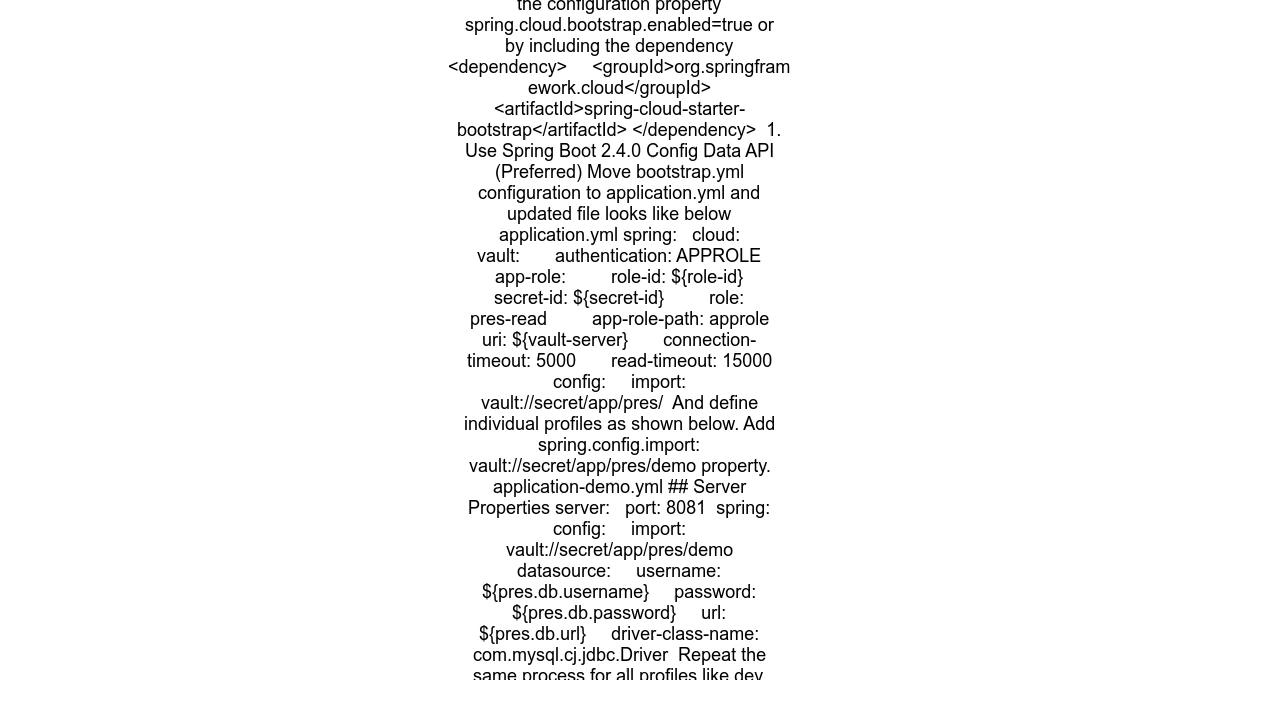 the configuration property
spring.cloud.bootstrap.enabled=true or
by including the dependency
<dependency>     <groupId>org.springfram
ework.cloud</groupId>
<artifactId>spring-cloud-starter-
bootstrap</artifactId> </dependency>  1.
Use Spring Boot 2.4.0 Config Data API
(Preferred) Move bootstrap.yml
configuration to application.yml and
updated file looks like below
application.yml spring:   cloud:
vault:       authentication: APPROLE
app-role:         role-id: ${role-id}
secret-id: ${secret-id}         role:
pres-read         app-role-path: approle
uri: ${vault-server}       connection-
timeout: 5000       read-timeout: 15000
config:     import:
vault://secret/app/pres/  And define
individual profiles as shown below. Add
spring.config.import:
vault://secret/app/pres/demo property.
application-demo.yml ## Server
Properties server:   port: 8081  spring:
config:     import:
vault://secret/app/pres/demo
datasource:     username:
${pres.db.username}     password:
${pres.db.password}     url:
${pres.db.url}     driver-class-name:
com.mysql.cj.jdbc.Driver  Repeat the
same process for all profiles like dev